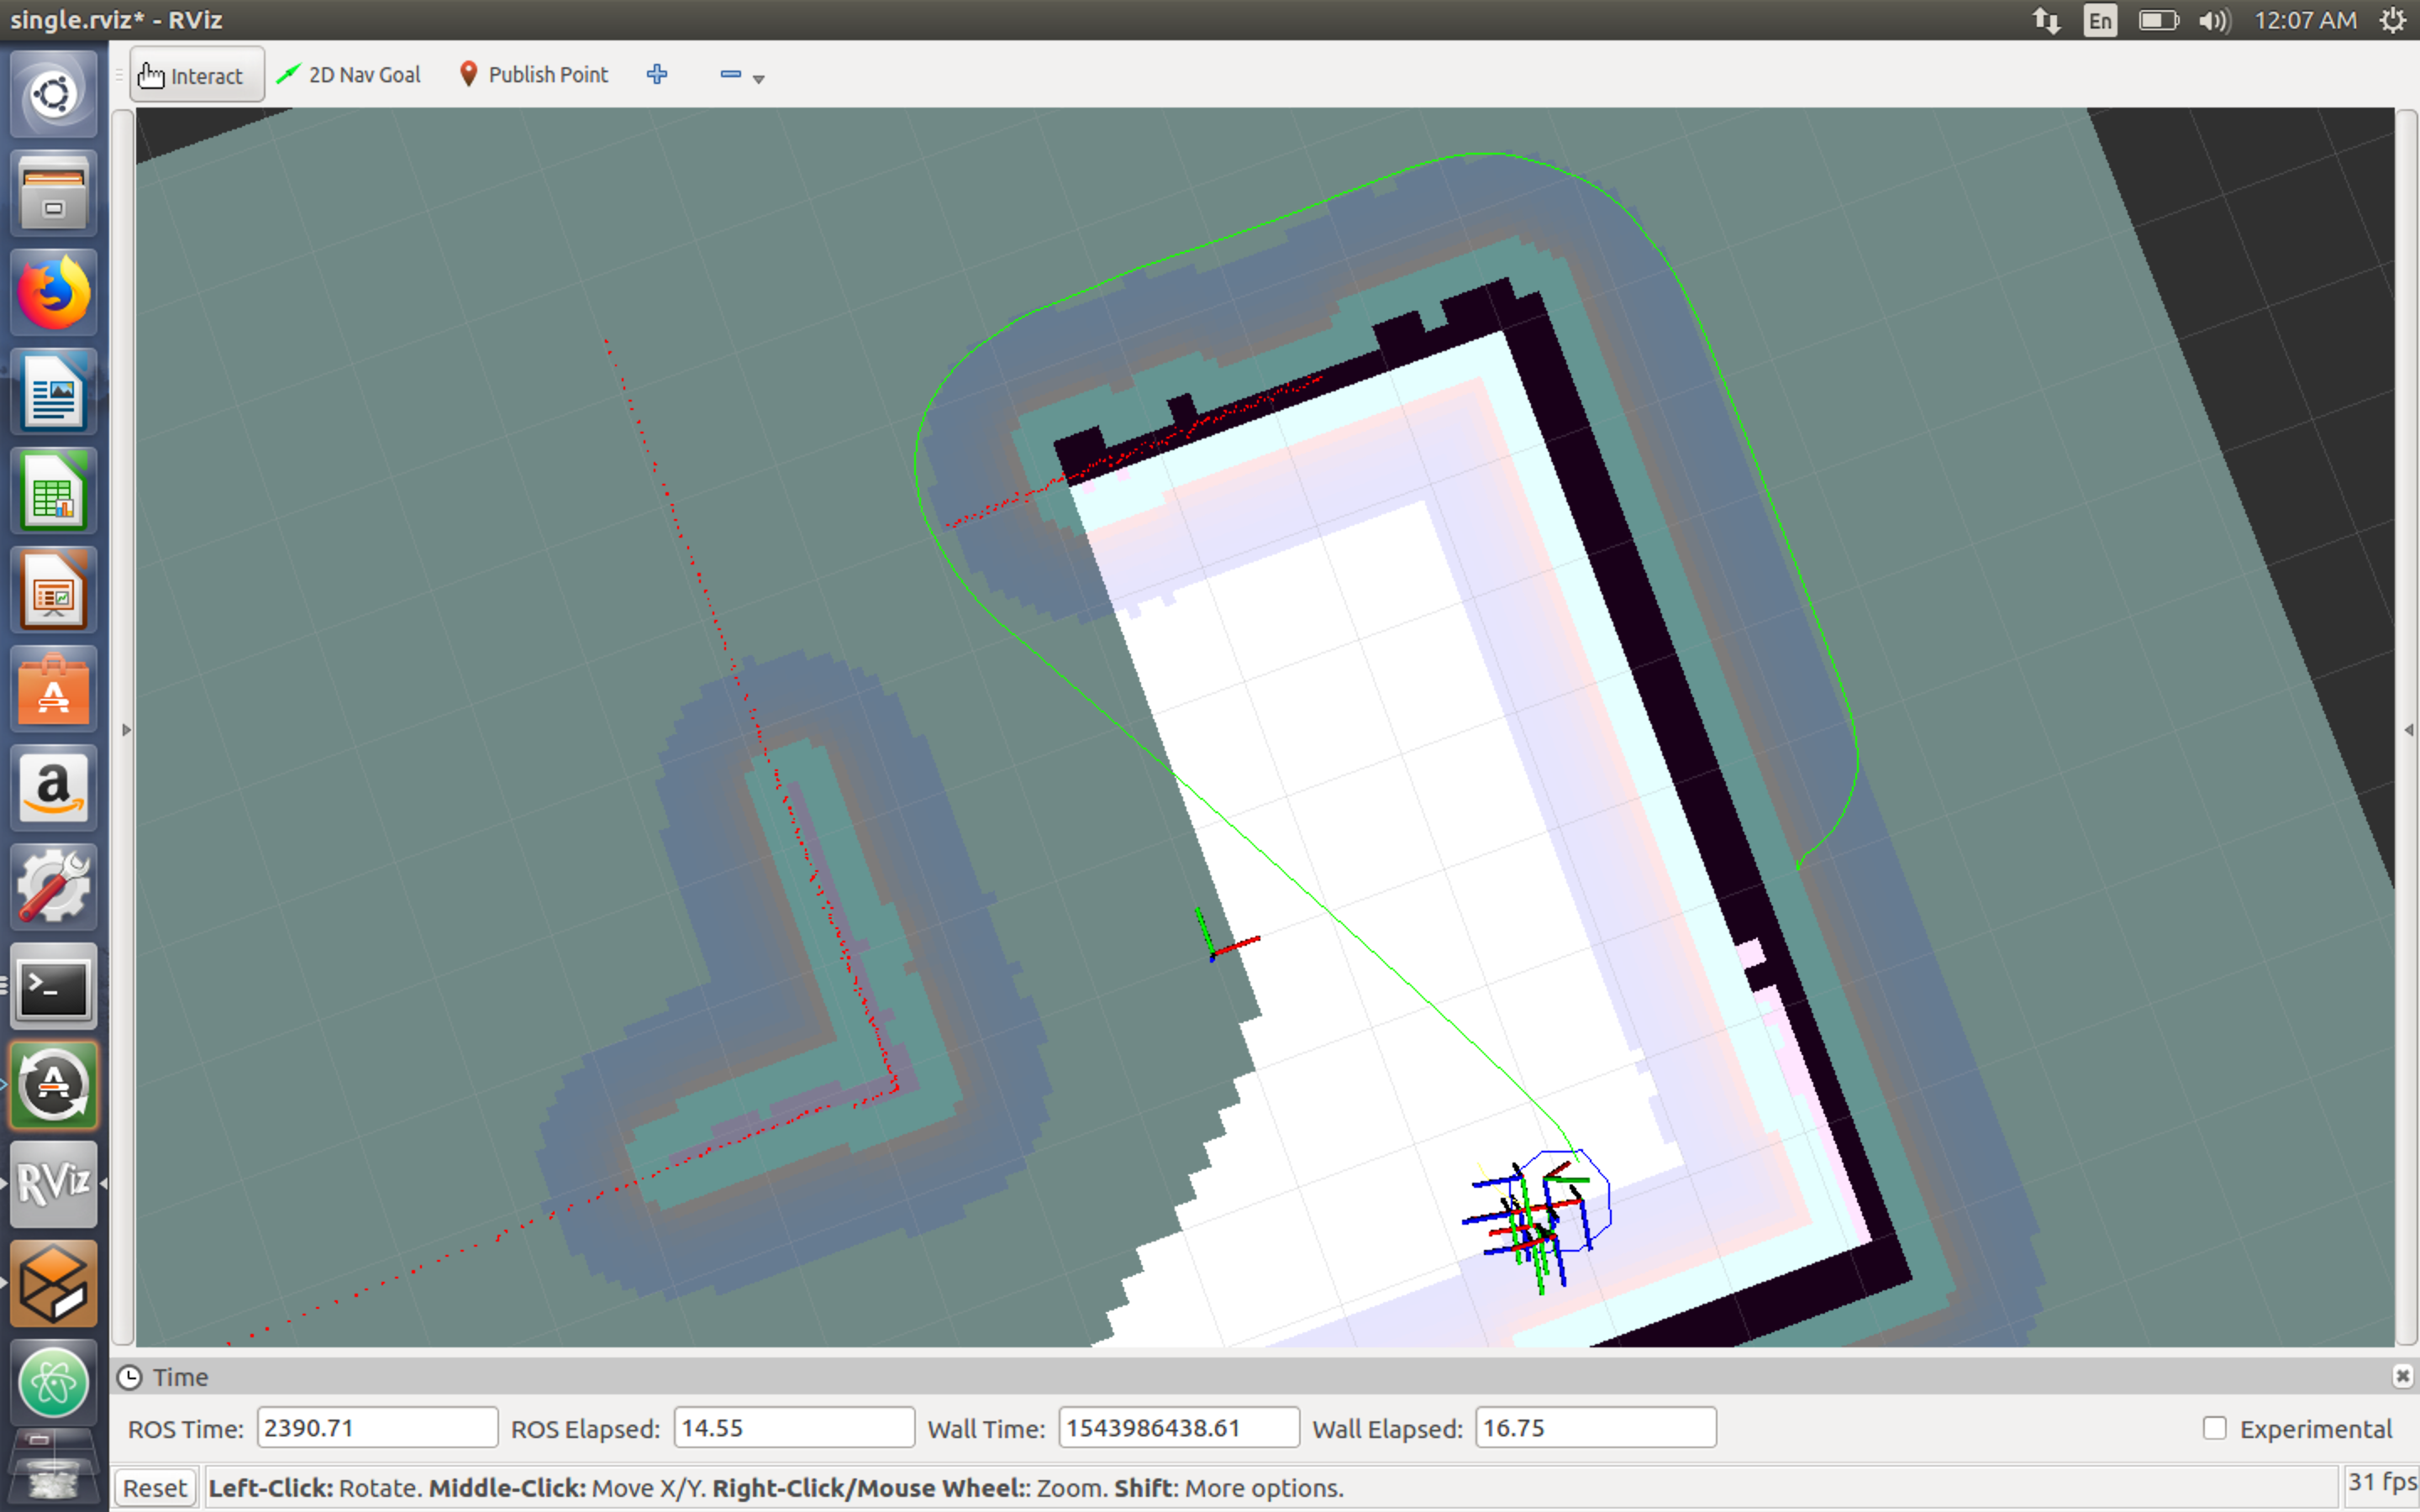 single.rviz* - RViz
En
12:07 AM
Interact
2D Nav Goal
Publish Point
RViz
Time
ROS Time: 2390.71
ROS Elapsed: 14.55
Wall Time: 1543986438.61
Wall Elapsed: 16.75
Experimental
Reset
Left-Click: Rotate. Middle-Click: Move X/Y. Right-Click/Mouse Wheel:: Zoom. Shift: More options.
31 fps